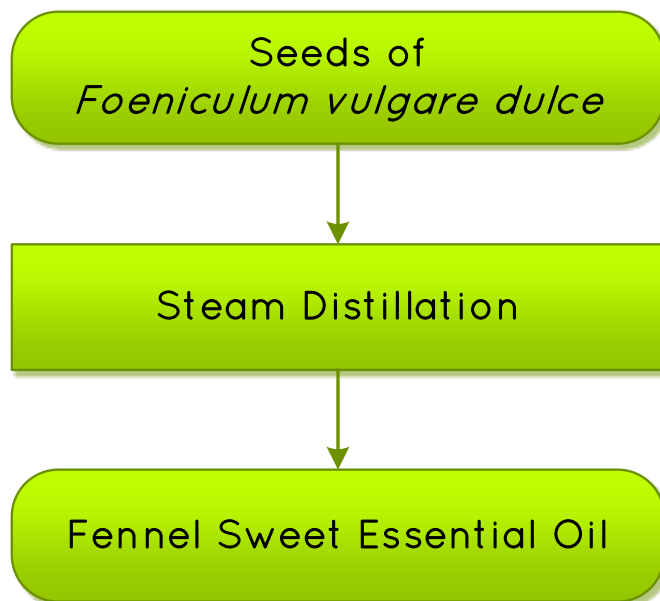 Seeds of
Foeniculum vulgare dulce
Steam Distillation
Fennel Sweet Essential Oil